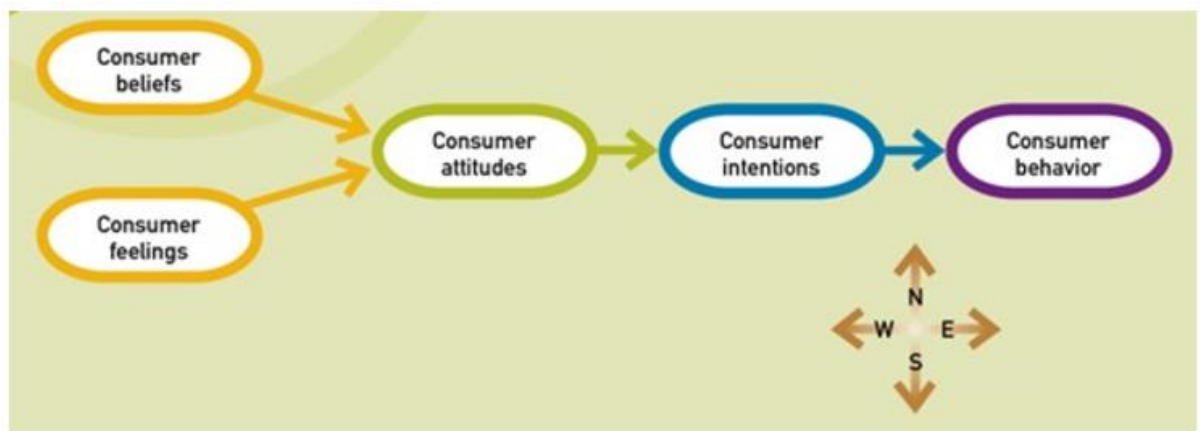 Consumer
beliefs
Consumer
feelings
Consumer
attitudes
Consumer
intentions
Consumer
behavior
N
W E
S